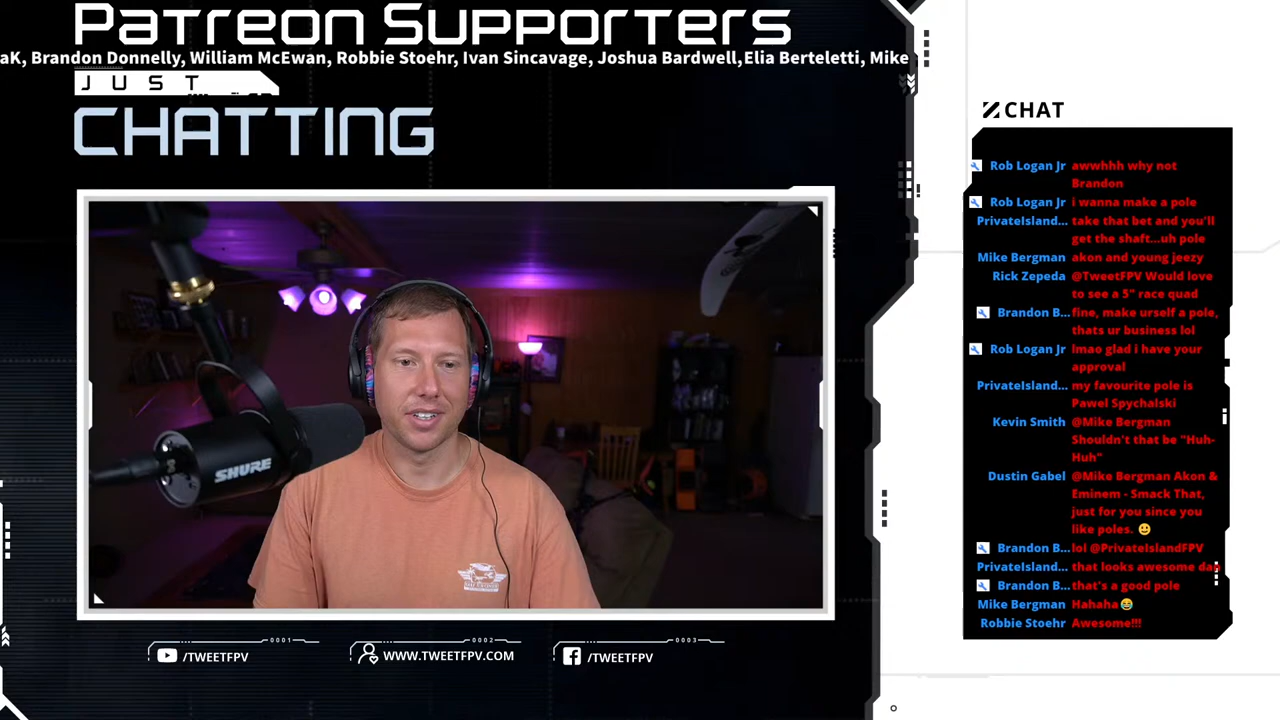 Patreon Supporters
aK, Brandon Donnelly, William McEwan, Robbie Stoehr, Ivan Sincavage, Joshua Bardwell,Elia Berteletti, Mike
JUST
CHATTING
SHURE
0001
/TWEETFPV
0002
WWW.TWEETFPV.COM
0003
/TWEETFPV
CHAT
Rob Logan Jr awwhhh why not
Brandon
Rob Logan Jr i wanna make a pole
PrivateIsland... take that bet and you'll
get the shaft...uh pole
Mike Bergman akon and young jeezy
Rick Zepeda @TweetFPV Would love
to see a 5" race quad
Brandon B... fine, make urself a pole,
thats ur business lol
Rob Logan Jr lmao glad i have your
approval
PrivateIsland... my favourite pole is
Pawel Spychalski
Kevin Smith @Mike Bergman
Shouldn't that be "Huh-
Huh"
Dustin Gabel @Mike Bergman Akon &
Eminem - Smack That,
just for you since you
like poles. 😀
Brandon B... lol @PrivateIslandFPV
PrivateIsland... that looks awesome dan
Brandon B... that's a good pole
Mike Bergman Hahaha😂
Robbie Stoehr Awesome!!!